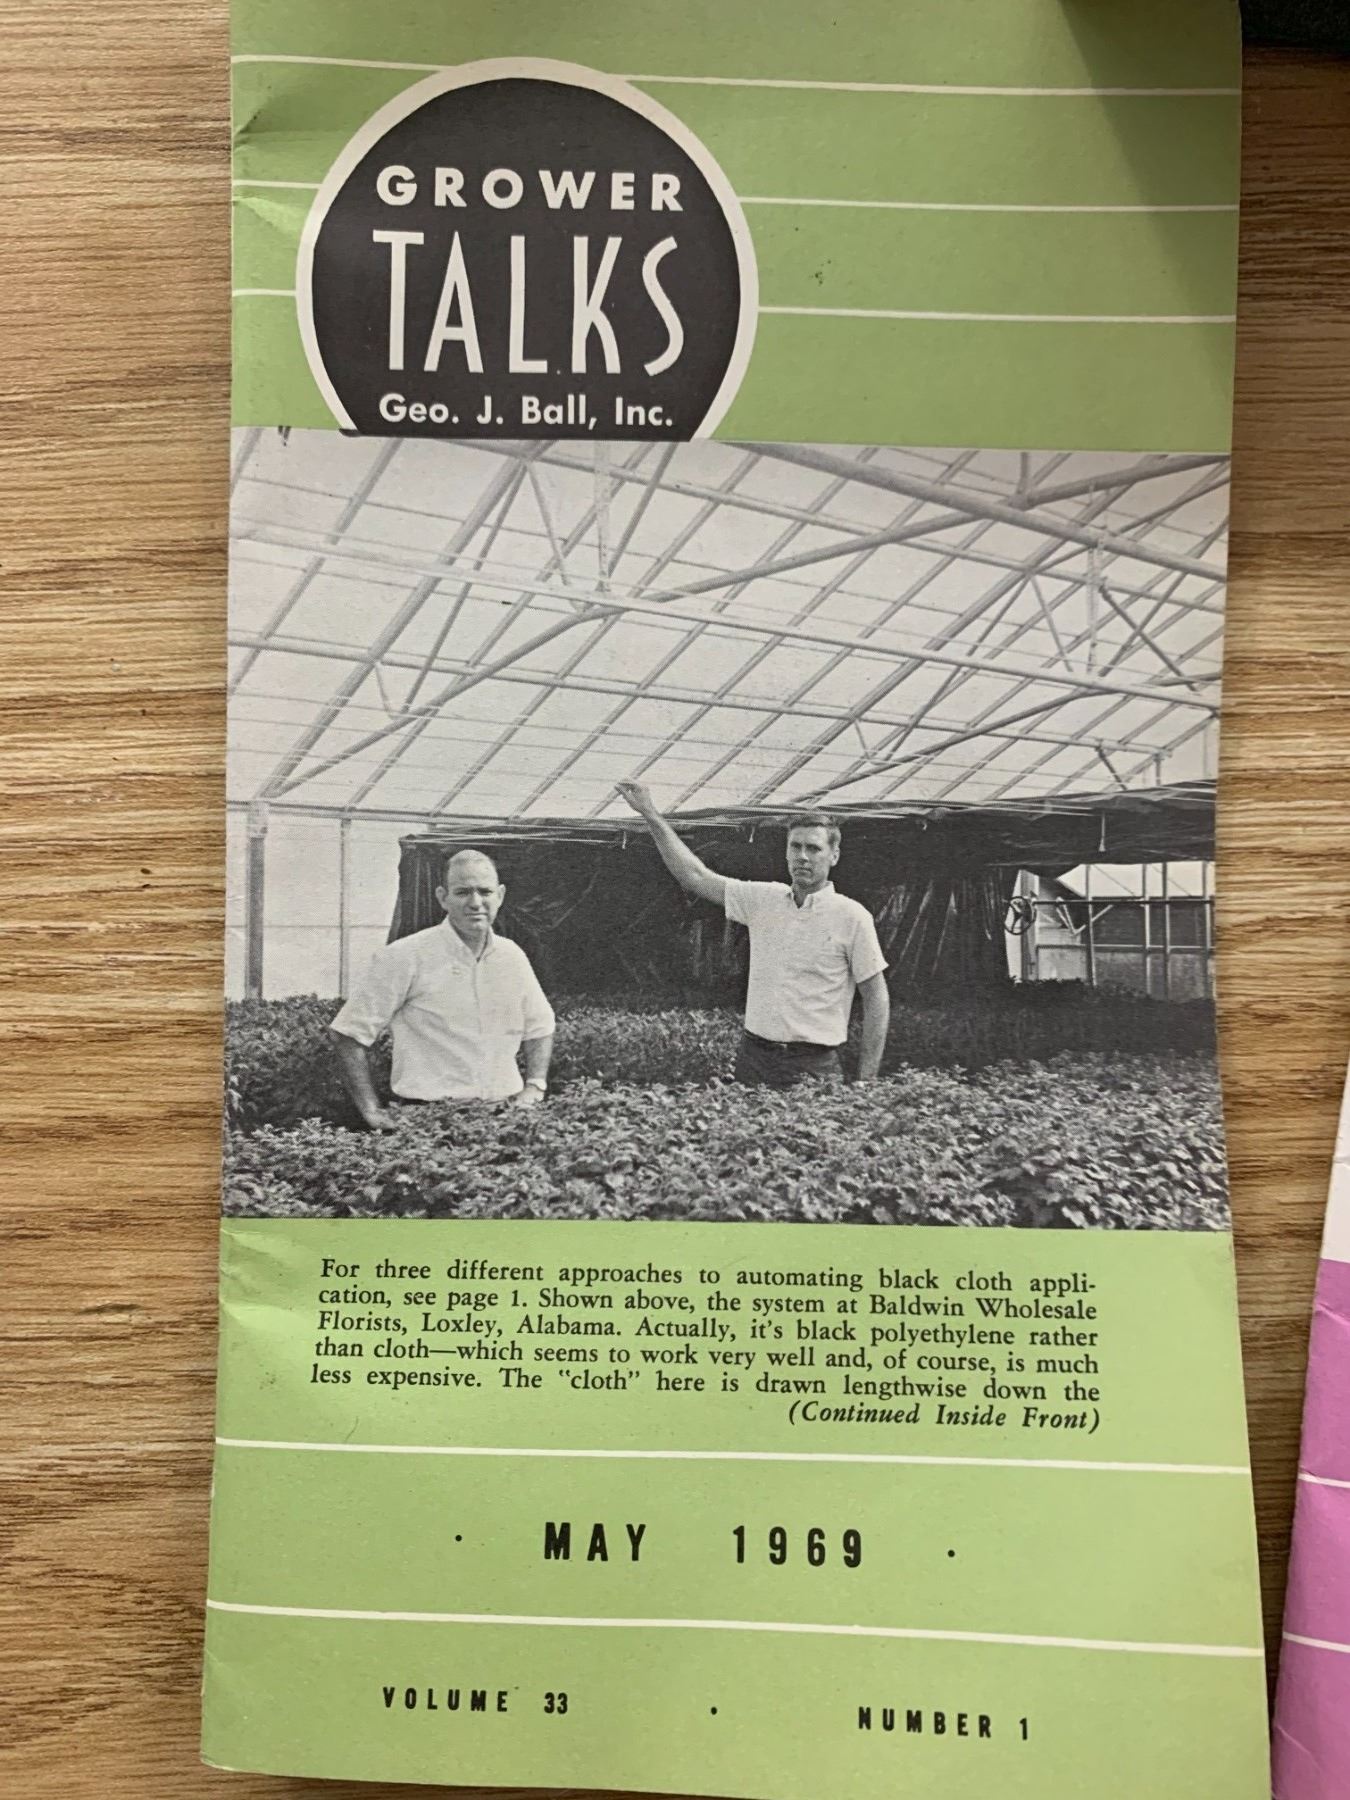 GROWER
TALKS
Geo. J. Ball, Inc.
For three different approaches to automating black cloth appli-
cation, see page 1. Shown above, the system at Baldwin Wholesale
Florists, Loxley, Alabama. Actually, it's black polyethylene rather
than cloth—which seems to work very well and, of course, is much
less expensive. The "cloth" here is drawn lengthwise down the
(Continued Inside Front)
· MAY 1969 ·
VOLUME 33 · NUMBER 1